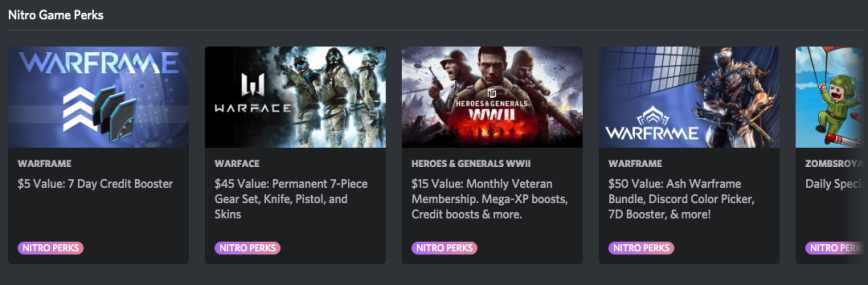 Nitro Game Perks
WARFRAME
WARFACE
HEROES & GENERALS
WWII
WARFRAME
WARFRAME
$5 Value: 7 Day Credit Booster
NITRO PERKS
WARFACE
$45 Value: Permanent 7-Piece
Gear Set, Knife, Pistol, and
Skins
NITRO PERKS
HEROES & GENERALS WWII
$15 Value: Monthly Veteran
Membership. Mega-XP boosts,
Credit boosts & more.
NITRO PERKS
WARFRAME
$50 Value: Ash Warframe
Bundle, Discord Color Picker,
7D Booster, & more!
NITRO PERKS
ZOMBSROYA
Daily Speci
NITRO PERK